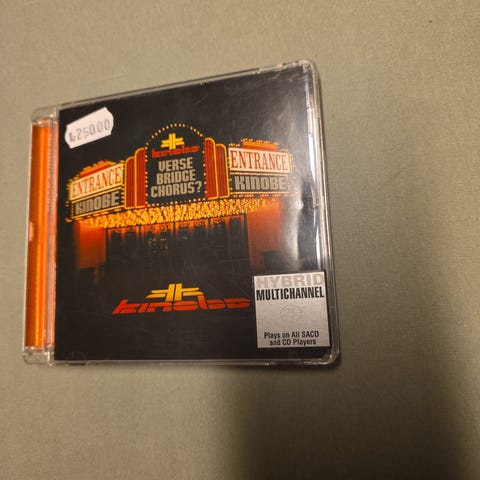 250.00
kinobe
VERSE
BRIDGE
CHORUS?
ENTRANCE
KINOBE
ENTRANCE
KINOBE
kinobe
HYBRID
MULTICHANNEL
Plays on All SACD
and CD Players